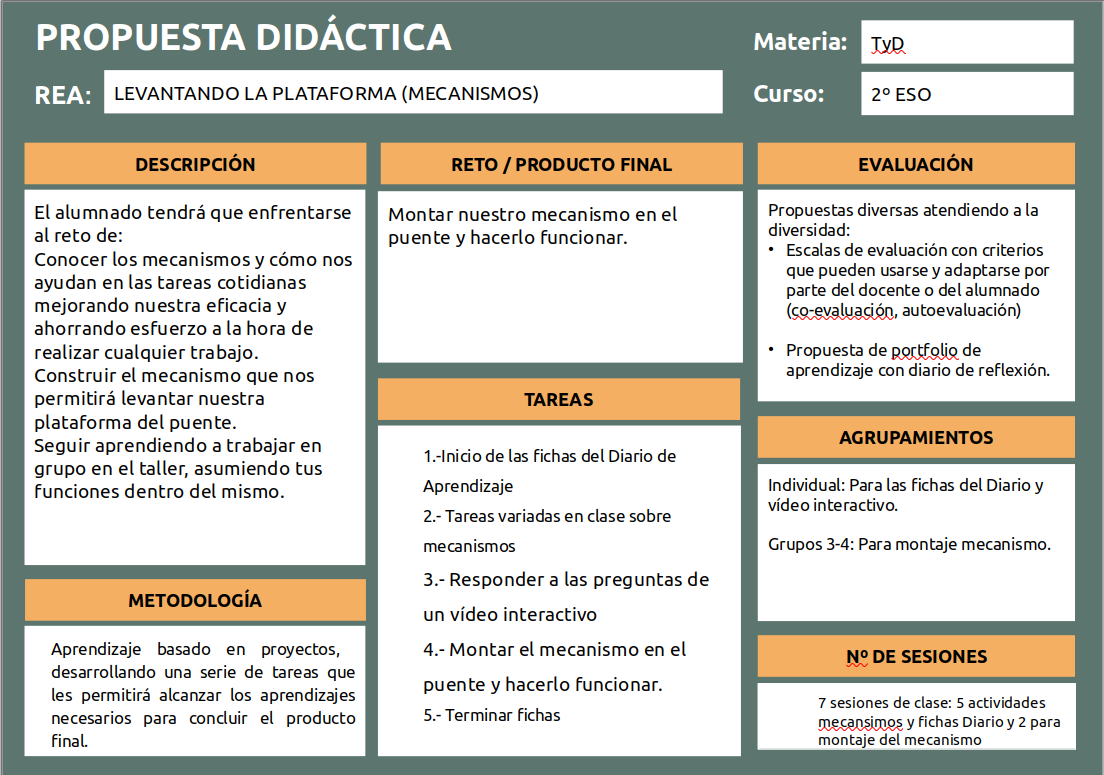 PROPUESTA DIDÁCTICA
Materia: TyD
REA: LEVANTANDO LA PLATAFORMA (MECANISMOS)
Curso: 2º ESO
DESCRIPCIÓN
El alumnado tendrá que enfrentarse
al reto de:
Conocer los mecanismos y cómo nos
ayudan en las tareas cotidianas
mejorando nuestra eficacia y
ahorrando esfuerzo a la hora de
realizar cualquier trabajo.
Construir el mecanismo que nos
permitirá levantar nuestra
plataforma del puente.
Seguir aprendiendo a trabajar en
grupo en el taller, asumiendo tus
funciones dentro del mismo.
METODOLOGÍA
Aprendizaje basado en proyectos,
desarrollando una serie de tareas que
les permitirá alcanzar los aprendizajes
necesarios para concluir el producto
final.
RETO / PRODUCTO FINAL
Montar nuestro mecanismo en el
puente y hacerlo funcionar.
TAREAS
1.-Inicio de las fichas del Diario de
Aprendizaje
2.- Tareas variadas en clase sobre
mecanismos
3.- Responder a las preguntas de
un vídeo interactivo
4.- Montar el mecanismo en el
puente y hacerlo funcionar.
5.- Terminar fichas
EVALUACIÓN
Propuestas diversas atendiendo a la
diversidad:
• Escalas de evaluación con criterios
que pueden usarse y adaptarse por
parte del docente o del alumnado
(co-evaluación, autoevaluación)
• Propuesta de portfolio de
aprendizaje con diario de reflexión.
AGRUPAMIENTOS
Individual: Para las fichas del Diario y
vídeo interactivo.
Grupos 3-4: Para montaje mecanismo.
Nº DE SESIONES
7 sesiones de clase: 5 actividades
mecansimos y fichas Diario y 2 para
montaje del mecanismo